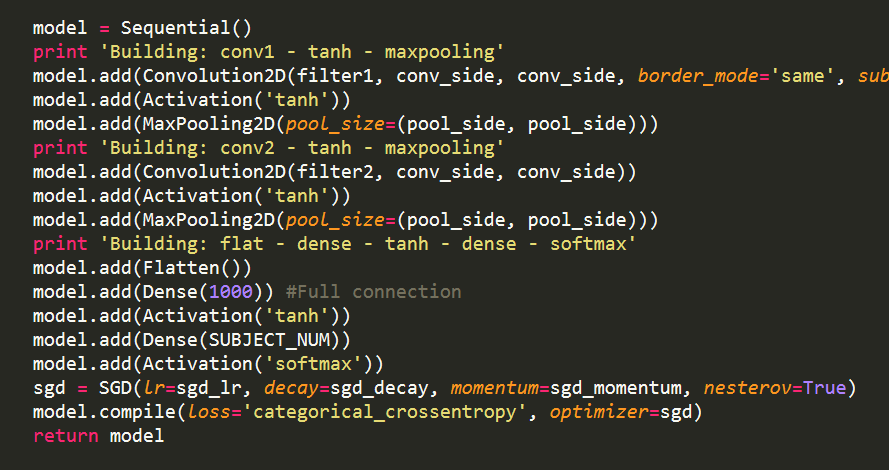 model = Sequential()
print 'Building: conv1 - tanh - maxpooling'
model.add(Convolution2D(filter1, conv_side, conv_side, border_mode='same', sub
model.add(Activation('tanh'))
model.add(MaxPooling2D(pool_size=(pool_side, pool_side)))
print 'Building: conv2 - tanh - maxpooling'
model.add(Convolution2D(filter2, conv_side, conv_side))
model.add(Activation('tanh'))
model.add(MaxPooling2D(pool_size=(pool_side, pool_side)))
print 'Building: flat - dense - tanh - dense - softmax'
model.add(Flatten())
model.add(Dense(1000)) #Full connection
model.add(Activation('tanh'))
model.add(Dense(SUBJECT_NUM))
model.add(Activation('softmax'))
sgd = SGD(lr=sgd_lr, decay=sgd_decay, momentum=sgd_momentum, nesterov=True)
model.compile(loss='categorical_crossentropy', optimizer=sgd)
return model